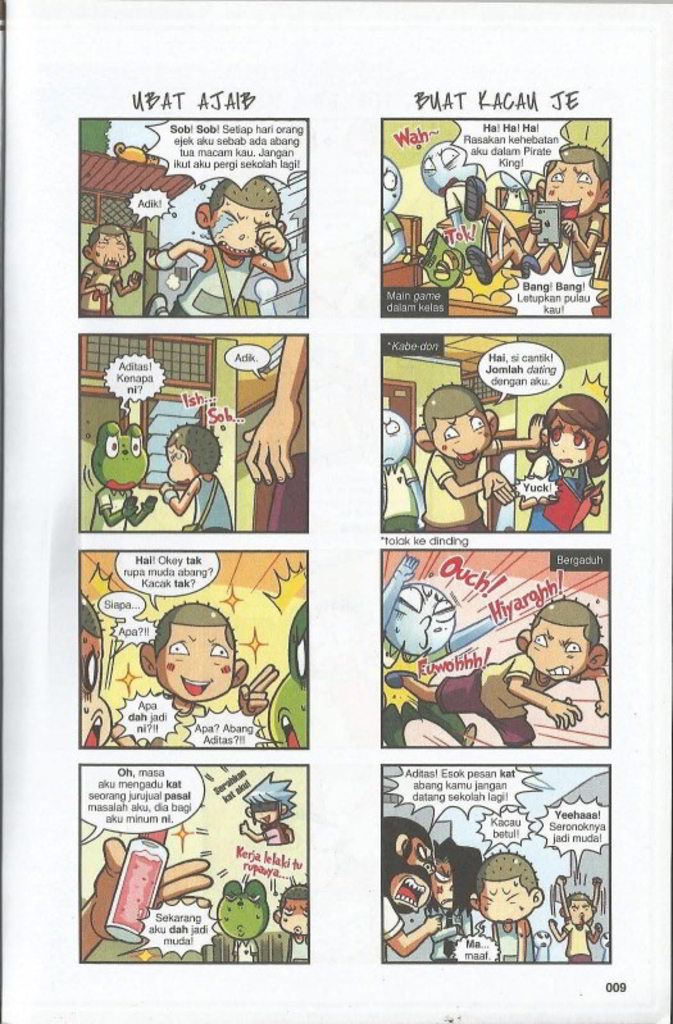 UBAT AJAIB
Sob! Sob! Setiap hari orang
ejek aku sebab ada abang
tua macam kau. Jangan
ikut aku pergi sekolah lagi!
Adik!
Aditas!
Kenapa
ni?
Adik.
Ish...
Sob...
Hai! Okey tak
rupa muda abang?
Kacak tak?
Siapa...
Apa?!!
Apa
dah jadi
ni?!!
Apa? Abang
Aditas?!!
Oh, masa
aku mengadu kat
seorang jurujual pasal
masalah aku, dia bagi
aku minum ni.
Serahkan
kat aku!
Kerja lelaki tu
rupanya...
Sekarang
aku dah jadi
muda!
BUAT KACAU JE
Wah~
Ha! Ha! Ha!
Rasakan kehebatan
aku dalam Pirate
King!
Tok!
Main game
dalam kelas
Bang! Bang!
Letupkan pulau
kau!
*Kabe-don
Hai, si cantik!
Jomlah dating
dengan aku.
Yuck!
*tolak ke dinding
Bergaduh
Ouch!
Hiyarghh!
Fuwohhh!
Aditas! Esok pesan kat
abang kamu jangan
datang sekolah lagi!
Kacau
betul!
Yeehaaa!
Seronoknya
jadi muda!
Ma...
maaf.
009